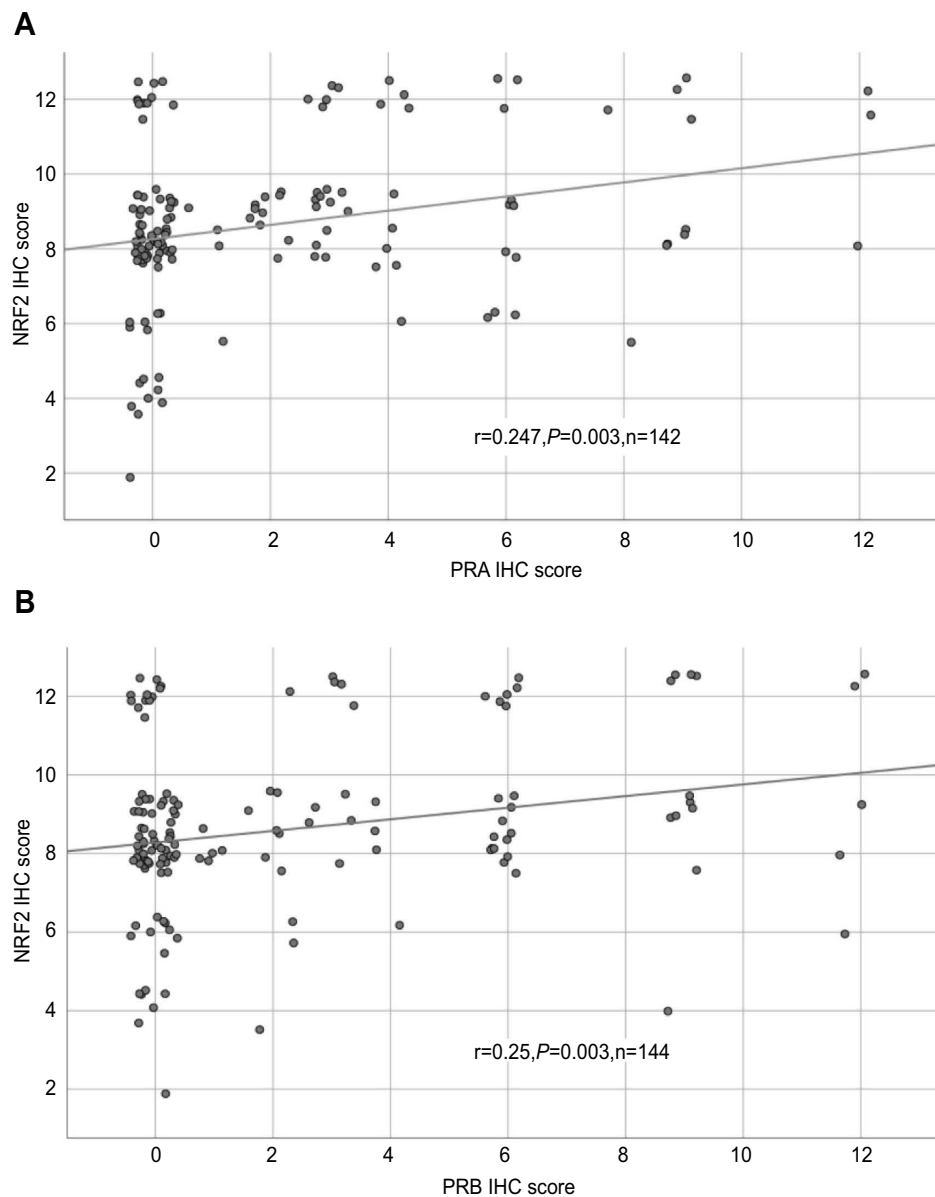 A
NRF2 IHC score
12
10
8
6
4
2
r=0.247,P=0.003,n=142
0 2 4 6 8 10 12
PRA IHC score
B
NRF2 IHC score
12
10
8
6
4
2
r=0.25,P=0.003,n=144
0 2 4 6 8 10 12
PRB IHC score